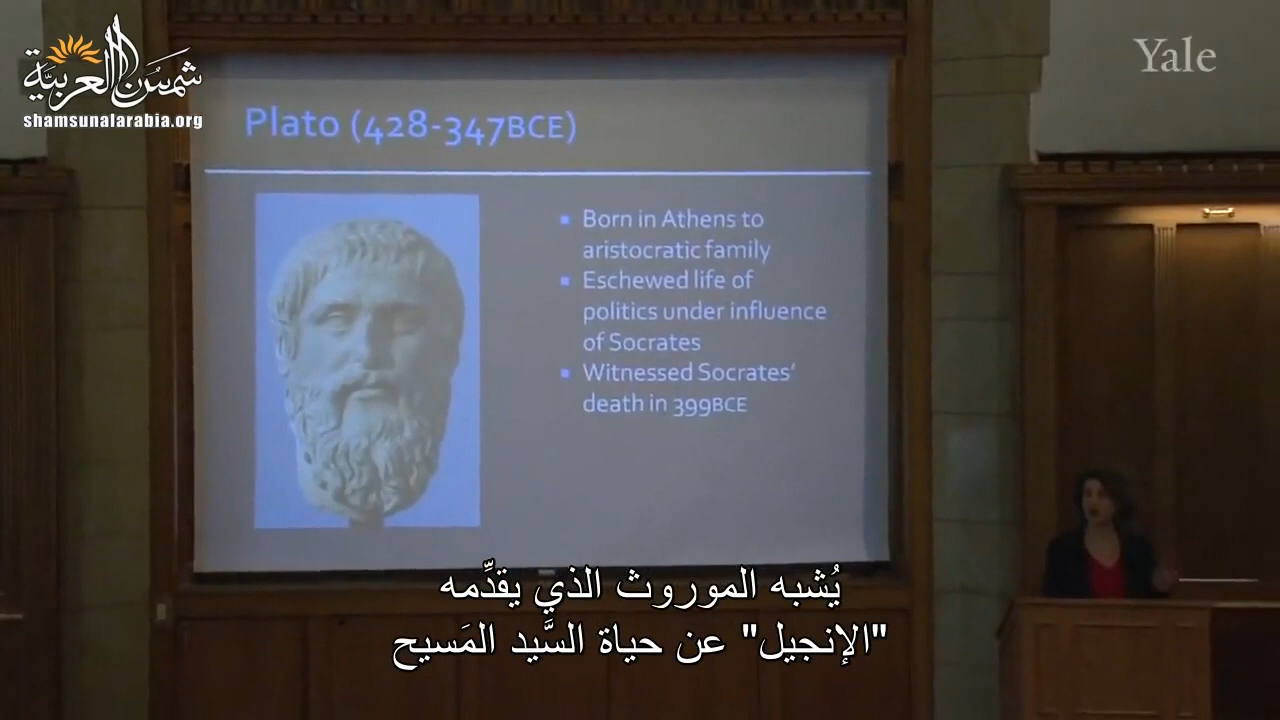 شمس العربية
shamsunalarabia.org
Yale
Plato (428-347BCE)
▪ Born in Athens to
aristocratic family
▪ Eschewed life of
politics under influence
of Socrates
▪ Witnessed Socrates'
death in 399BCE
يُشبه الموروث الذي يقدِّمه
"الإنجيل" عن حياة السَّيد المَسيح